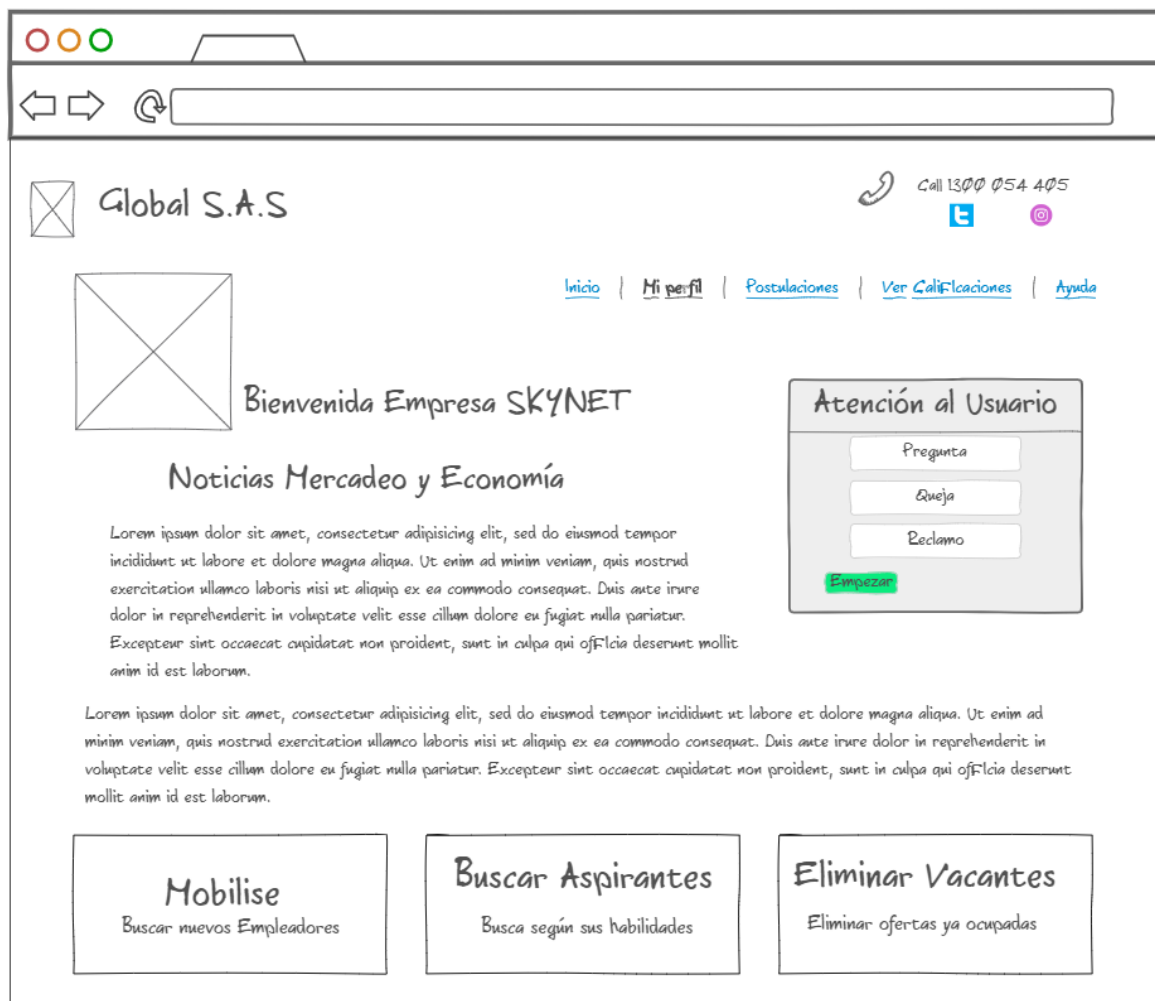 Global S.A.S
Call 1300 054 405
Inicio | Mi perfil | Postulaciones | Ver CaliFIcaciones | Ayuda
Bienvenida Empresa SKYNET
Noticias Mercadeo y Economía
Lorem ipsum dolor sit amet, consectetur adipisicing elit, sed do eiusmod tempor
incididunt ut labore et dolore magna aliqua. Ut enim ad minim veniam, quis nostrud
exercitation ullamco laboris nisi ut aliquip ex ea commodo consequat. Duis aute irure
dolor in reprehenderit in voluptate velit esse cillum dolore eu fugiat nulla pariatur.
Excepteur sint occaecat cupidatat non proident, sunt in culpa qui ofFIcia deserunt mollit
anim id est laborum.
Atención al Usuario
Pregunta
Queja
Reclamo
Empezar
Lorem ipsum dolor sit amet, consectetur adipisicing elit, sed do eiusmod tempor incididunt ut labore et dolore magna aliqua. Ut enim ad
minim veniam, quis nostrud exercitation ullamco laboris nisi ut aliquip ex ea commodo consequat. Duis aute irure dolor in reprehenderit in
voluptate velit esse cillum dolore eu fugiat nulla pariatur. Excepteur sint occaecat cupidatat non proident, sunt in culpa qui ofFIcia deserunt
mollit anim id est laborum.
Mobilise
Buscar nuevos Empleadores
Buscar Aspirantes
Busca según sus habilidades
Eliminar Vacantes
Eliminar ofertas ya ocupadas